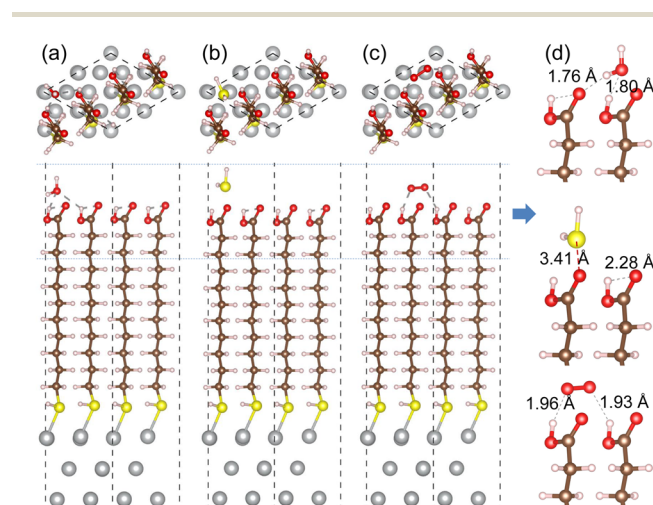 (a) (b) (c) (d)
1.76 Å
1.80 Å
3.41 Å
2.28 Å
1.96 Å 1.93 Å